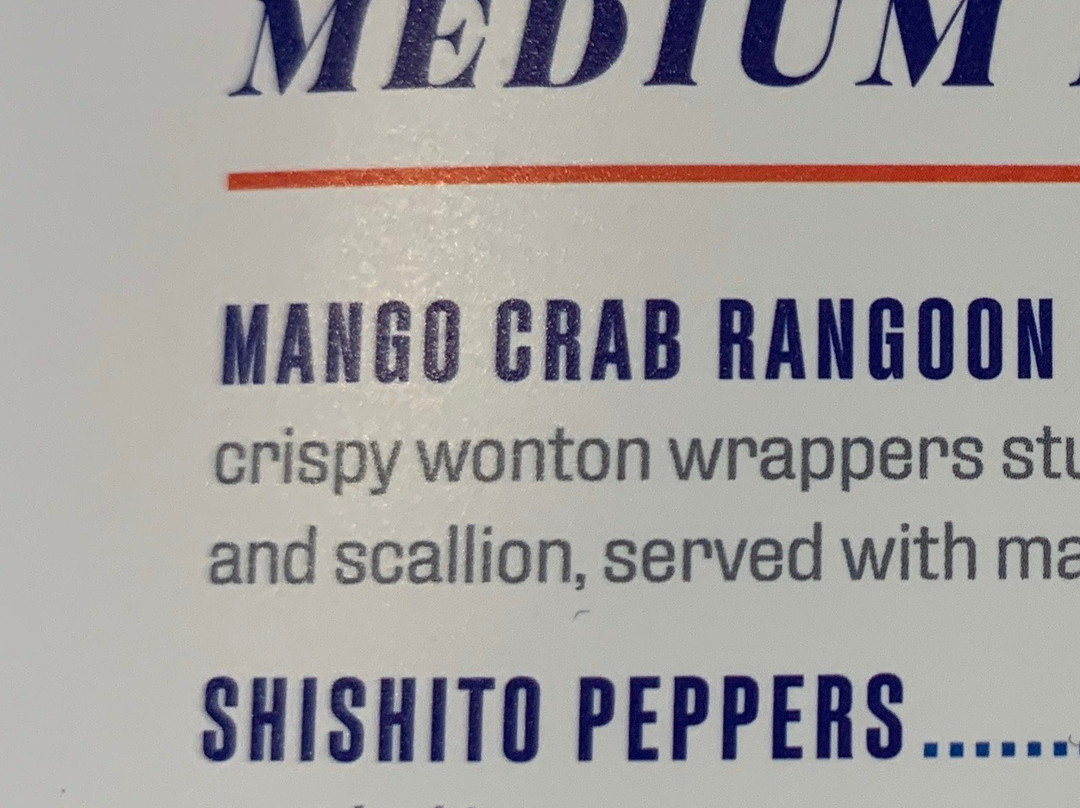 MEDIUM
MANGO CRAB RANGOON
crispy wonton wrappers
and scallion, served with
SHISHITO PEPPERS......